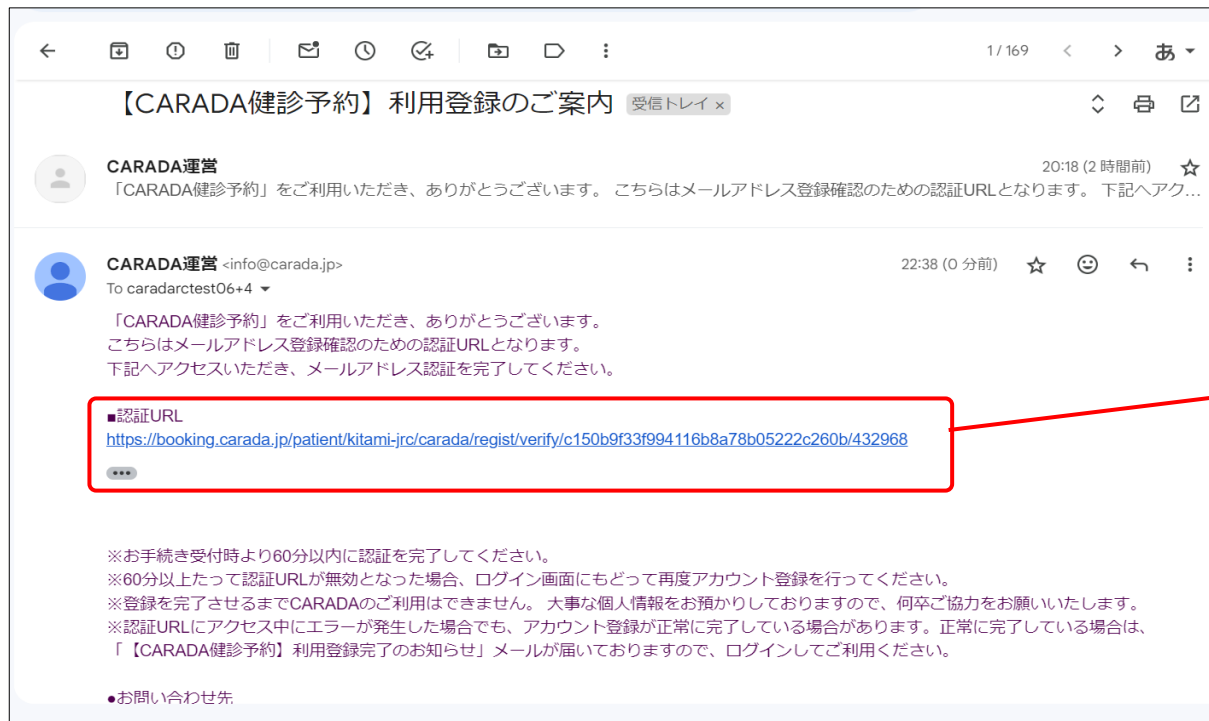 1/169
あ
【CARADA健診予約】利用登録のご案内 受信トレイ ×
CARADA運営
20:18 (2 時間前)
「CARADA健診予約」をご利用いただき、ありがとうございます。 こちらはメールアドレス登録確認のための認証URLとなります。 下記へアク...
CARADA運営 <info@carada.jp>
22:38 (0 分前)
To caradarctest06+4
「CARADA健診予約」をご利用いただき、ありがとうございます。
こちらはメールアドレス登録確認のための認証URLとなります。
下記へアクセスいただき、メールアドレス認証を完了してください。
■認証URL
https://booking.carada.jp/patient/kitami-jrc/carada/regist/verify/c150b9f33f994116b8a78b05222c260b/432968
※お手続き受付時より60分以内に認証を完了してください。
※60分以上たって認証URLが無効となった場合、ログイン画面にもどって再度アカウント登録を行ってください。
※登録を完了させるまでCARADAのご利用はできません。 大事な個人情報をお預かりしておりますので、何卒ご協力をお願いいたします。
※認証URLにアクセス中にエラーが発生した場合でも、アカウント登録が正常に完了している場合があります。正常に完了している場合は、
「【CARADA健診予約】利用登録完了のお知らせ」メールが届いておりますので、ログインしてご利用ください。
●お問い合わせ先